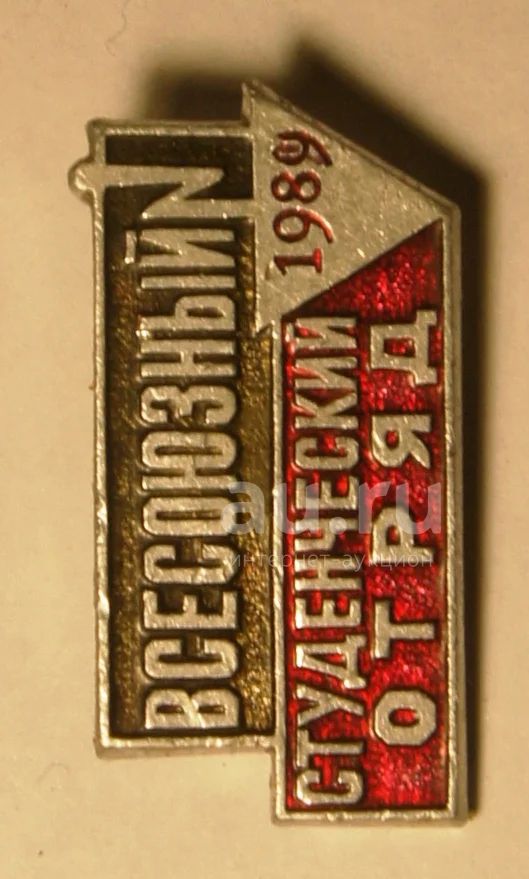 ВСЕСОЮЗНЫЙ
1989
СТУДЕНЧЕСКИЙ
ОТРЯД
au.ru
интернет-аукцион